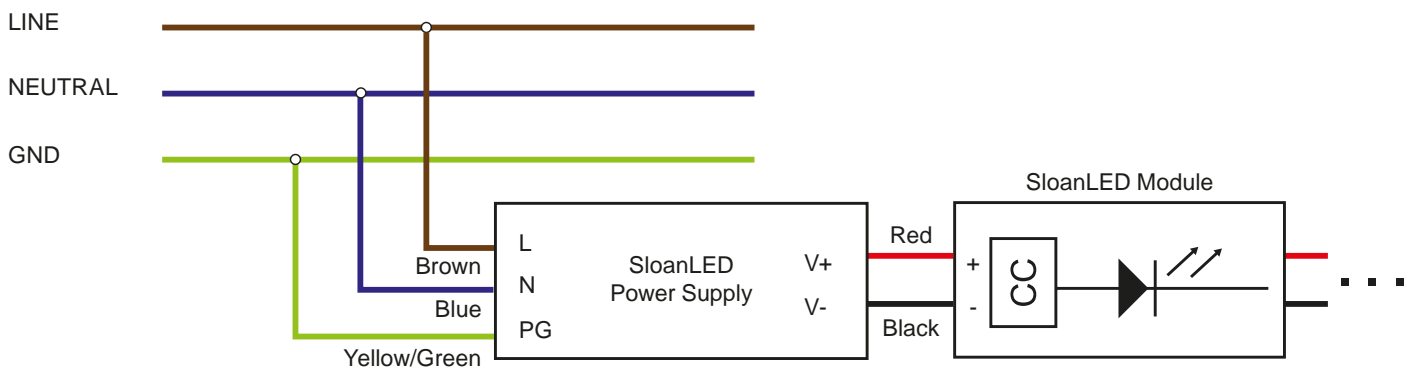 LINE
NEUTRAL
GND
SloanLED Module
L
Brown
N
Blue
PG
Yellow/Green
SloanLED
Power Supply
V+
V-
Red
Black
+
-
CC